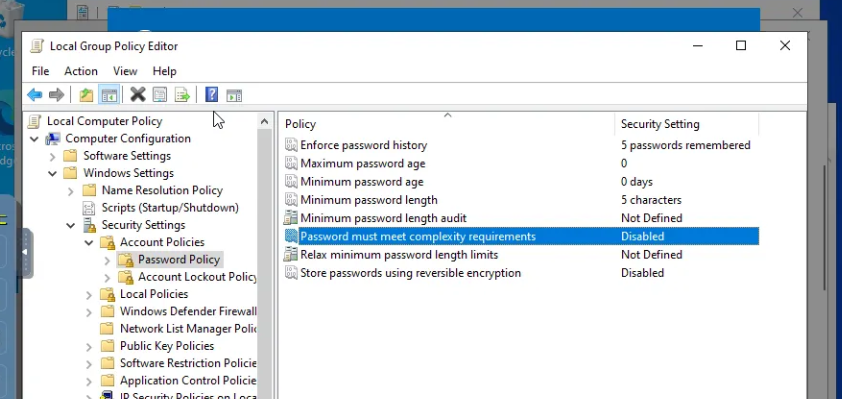 Local Group Policy Editor
File Action View Help
Local Computer Policy
Computer Configuration
Software Settings
Windows Settings
Name Resolution Policy
Scripts (Startup/Shutdown)
Security Settings
Account Policies
Password Policy
Account Lockout Policy
Local Policies
Windows Defender Firewall
Network List Manager Polic
Public Key Policies
Software Restriction Policie
Application Control Policie
IP Security Policies on Loca
Policy Security Setting
Enforce password history 5 passwords remembered
Maximum password age 0
Minimum password age 0 days
Minimum password length 5 characters
Minimum password length audit Not Defined
Password must meet complexity requirements Disabled
Relax minimum password length limits Not Defined
Store passwords using reversible encryption Disabled